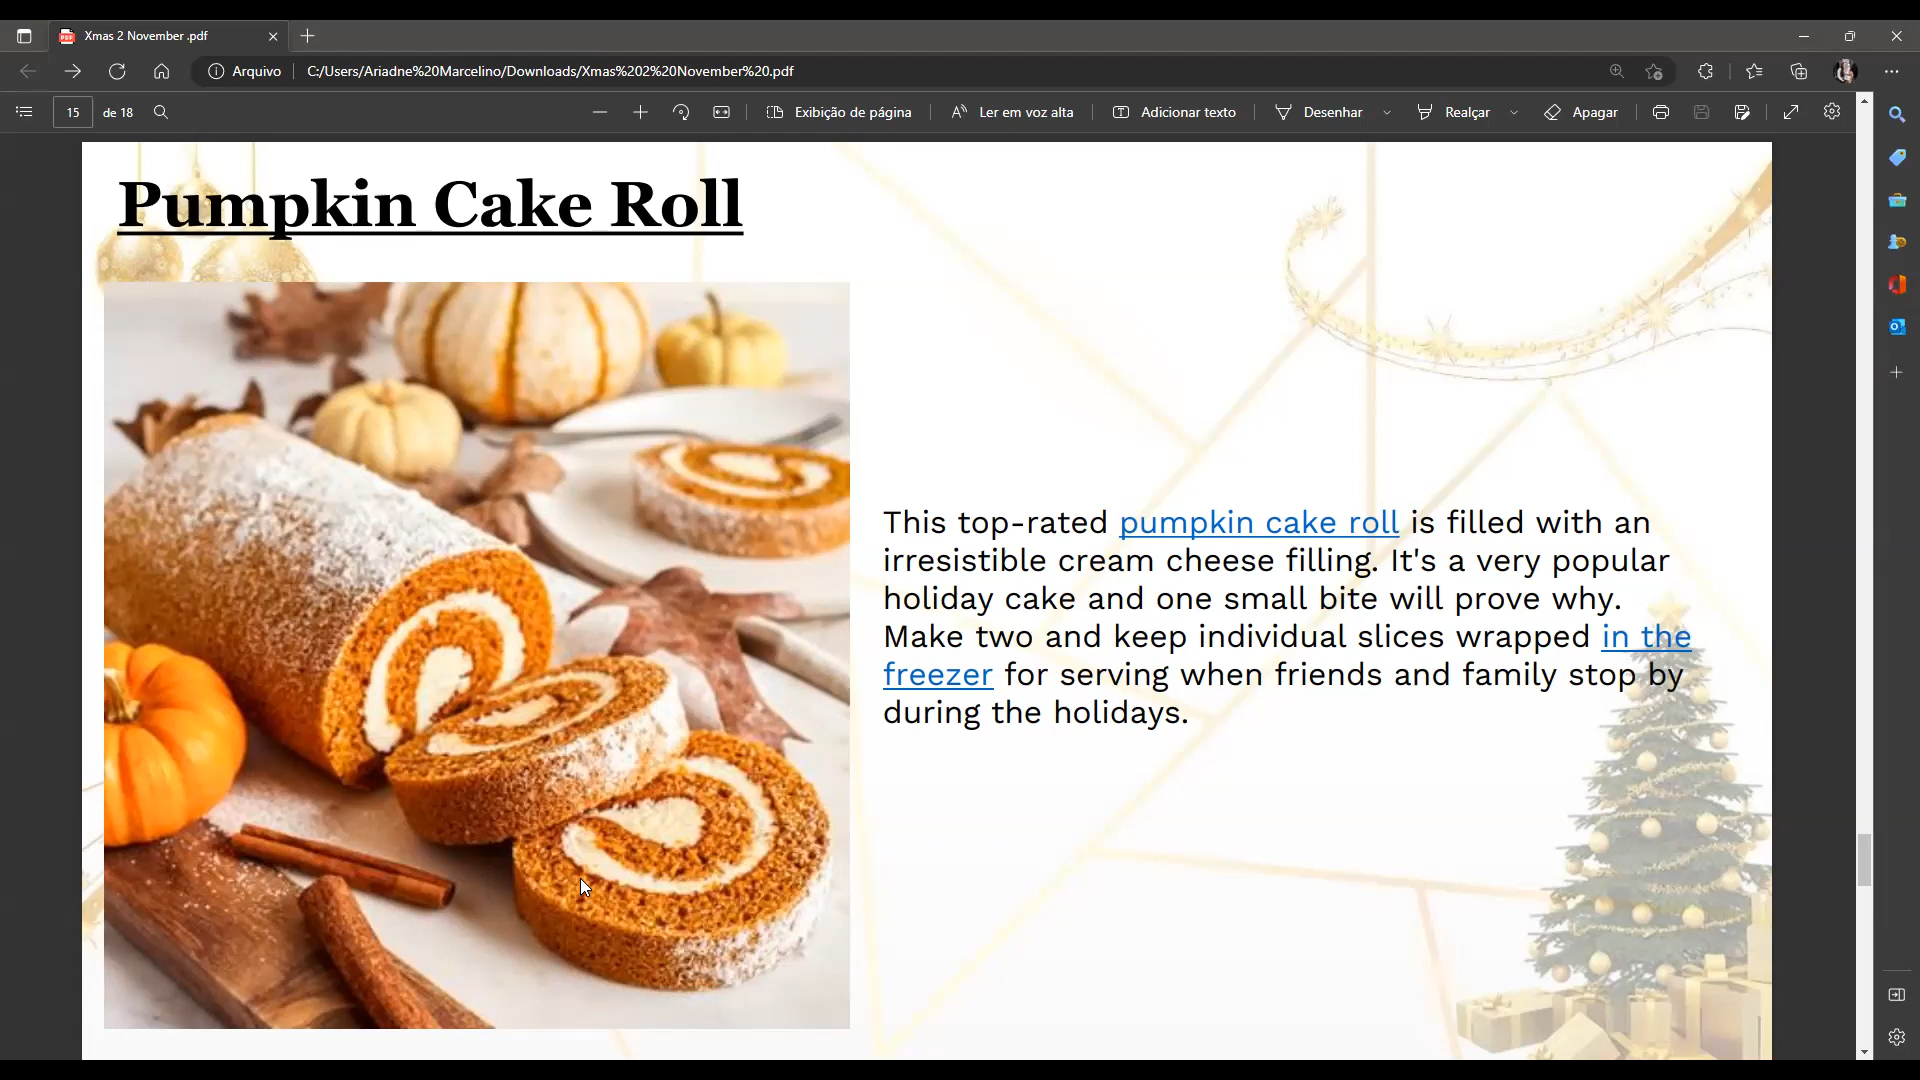 Xmas 2 November .pdf
Arquivo
C:/Users/Ariadne%20Marcelino/Downloads/Xmas%202%20November%20.pdf
15 de 18
Exibição de página
Ler em voz alta
Adicionar texto
Desenhar
Realçar
Apagar
Pumpkin Cake Roll
This top-rated pumpkin cake roll is filled with an
irresistible cream cheese filling. It's a very popular
holiday cake and one small bite will prove why.
Make two and keep individual slices wrapped in the
freezer for serving when friends and family stop by
during the holidays.